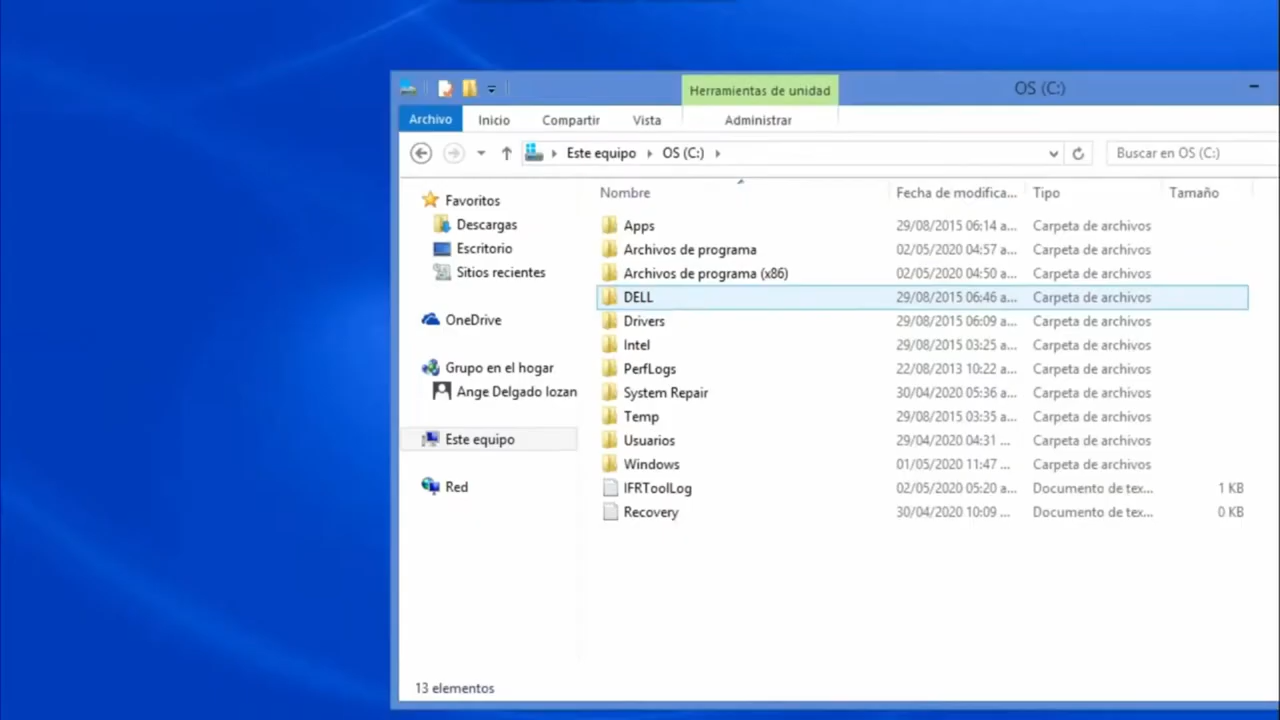 Herramientas de unidad
OS (C:)
Archivo Inicio Compartir Vista Administrar
Este equipo OS (C:) Buscar en OS (C:)
Nombre Fecha de modifica... Tipo Tamaño
Favoritos
Descargas
Escritorio
Sitios recientes
OneDrive
Grupo en el hogar
Ange Delgado lozan
Este equipo
Red
Apps 29/08/2015 06:14 a... Carpeta de archivos
Archivos de programa 02/05/2020 04:57 a... Carpeta de archivos
Archivos de programa (x86) 02/05/2020 04:50 a... Carpeta de archivos
DELL 29/08/2015 06:46 a... Carpeta de archivos
Drivers 29/08/2015 06:09 a... Carpeta de archivos
Intel 29/08/2015 03:25 a... Carpeta de archivos
PerfLogs 22/08/2013 10:22 a... Carpeta de archivos
System Repair 30/04/2020 05:36 a... Carpeta de archivos
Temp 29/08/2015 03:35 a... Carpeta de archivos
Usuarios 29/04/2020 04:31 ... Carpeta de archivos
Windows 01/05/2020 11:47 ... Carpeta de archivos
IFRToolLog 02/05/2020 05:20 a... Documento de tex... 1 KB
Recovery 30/04/2020 10:09 ... Documento de tex... 0 KB
13 elementos